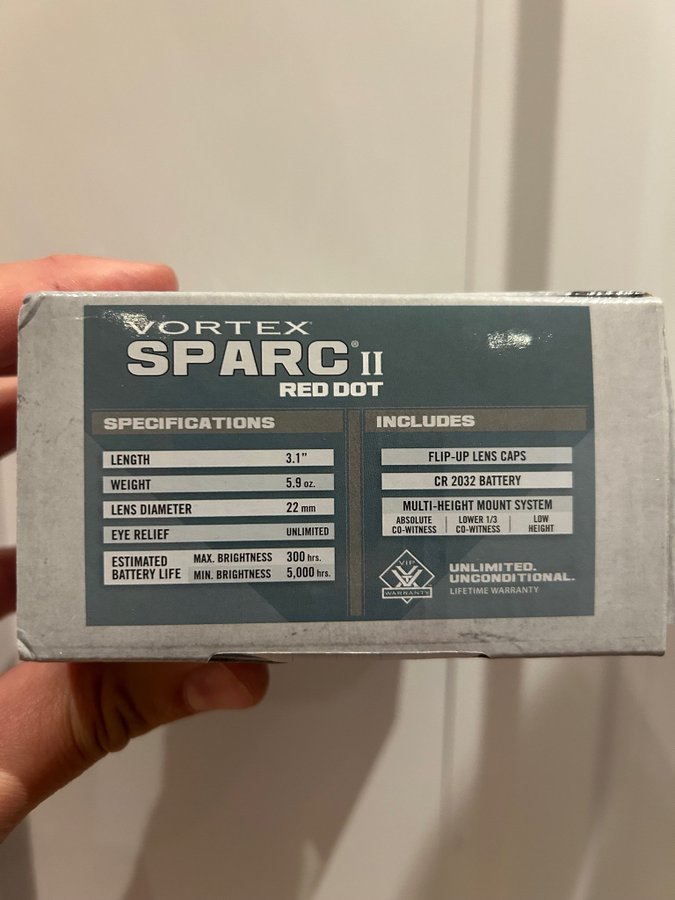 VORTEX
SPARC® II
RED DOT
SPECIFICATIONS
LENGTH 3.1"
WEIGHT 5.9 oz.
LENS DIAMETER 22 mm
EYE RELIEF UNLIMITED
ESTIMATED BATTERY LIFE
MAX. BRIGHTNESS 300 hrs.
MIN. BRIGHTNESS 5,000 hrs.
INCLUDES
FLIP-UP LENS CAPS
CR 2032 BATTERY
MULTI-HEIGHT MOUNT SYSTEM
ABSOLUTE CO-WITNESS
LOWER 1/3 CO-WITNESS
LOW HEIGHT
VIP
WARRANTY
UNLIMITED.
UNCONDITIONAL.
LIFETIME WARRANTY